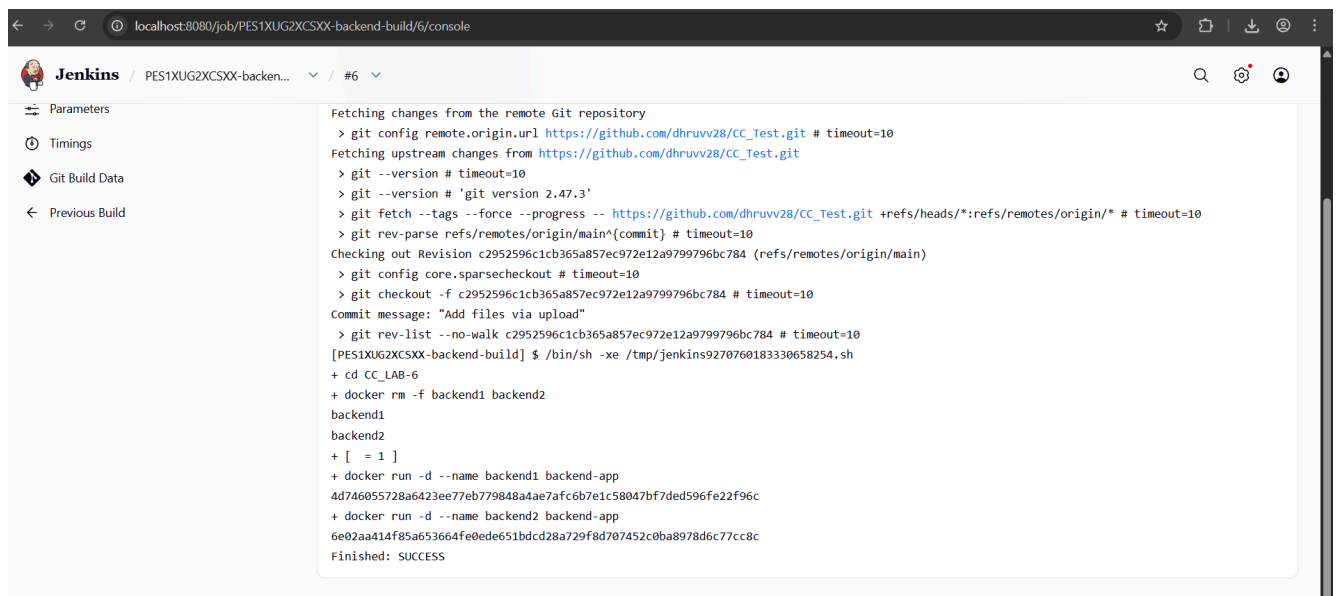 localhost:8080/job/PES1XUG2XCSXX-backend-build/6/console
Jenkins / PES1XUG2XCSXX-backen... / #6
Parameters
Timings
Git Build Data
Previous Build
Fetching changes from the remote Git repository
> git config remote.origin.url https://github.com/dhruvv28/CC_Test.git # timeout=10
Fetching upstream changes from https://github.com/dhruvv28/CC_Test.git
> git --version # timeout=10
> git --version # 'git version 2.47.3'
> git fetch --tags --force --progress -- https://github.com/dhruvv28/CC_Test.git +refs/heads/*:refs/remotes/origin/* # timeout=10
> git rev-parse refs/remotes/origin/main^{commit} # timeout=10
Checking out Revision c2952596c1cb365a857ec972e12a9799796bc784 (refs/remotes/origin/main)
> git config core.sparsecheckout # timeout=10
> git checkout -f c2952596c1cb365a857ec972e12a9799796bc784 # timeout=10
Commit message: "Add files via upload"
> git rev-list --no-walk c2952596c1cb365a857ec972e12a9799796bc784 # timeout=10
[PES1XUG2XCSXX-backend-build] $ /bin/sh -xe /tmp/jenkins9270760183330658254.sh
+ cd CC_LAB-6
+ docker rm -f backend1 backend2
backend1
backend2
+ [  = 1 ]
+ docker run -d --name backend1 backend-app
4d746055728a6423ee77eb779848a4ae7afc6b7e1c58047bf7ded596fe22f96c
+ docker run -d --name backend2 backend-app
6e02aa414f85a653664fe0ede651bdcd28a729f8d707452c0ba8978d6c77cc8c
Finished: SUCCESS